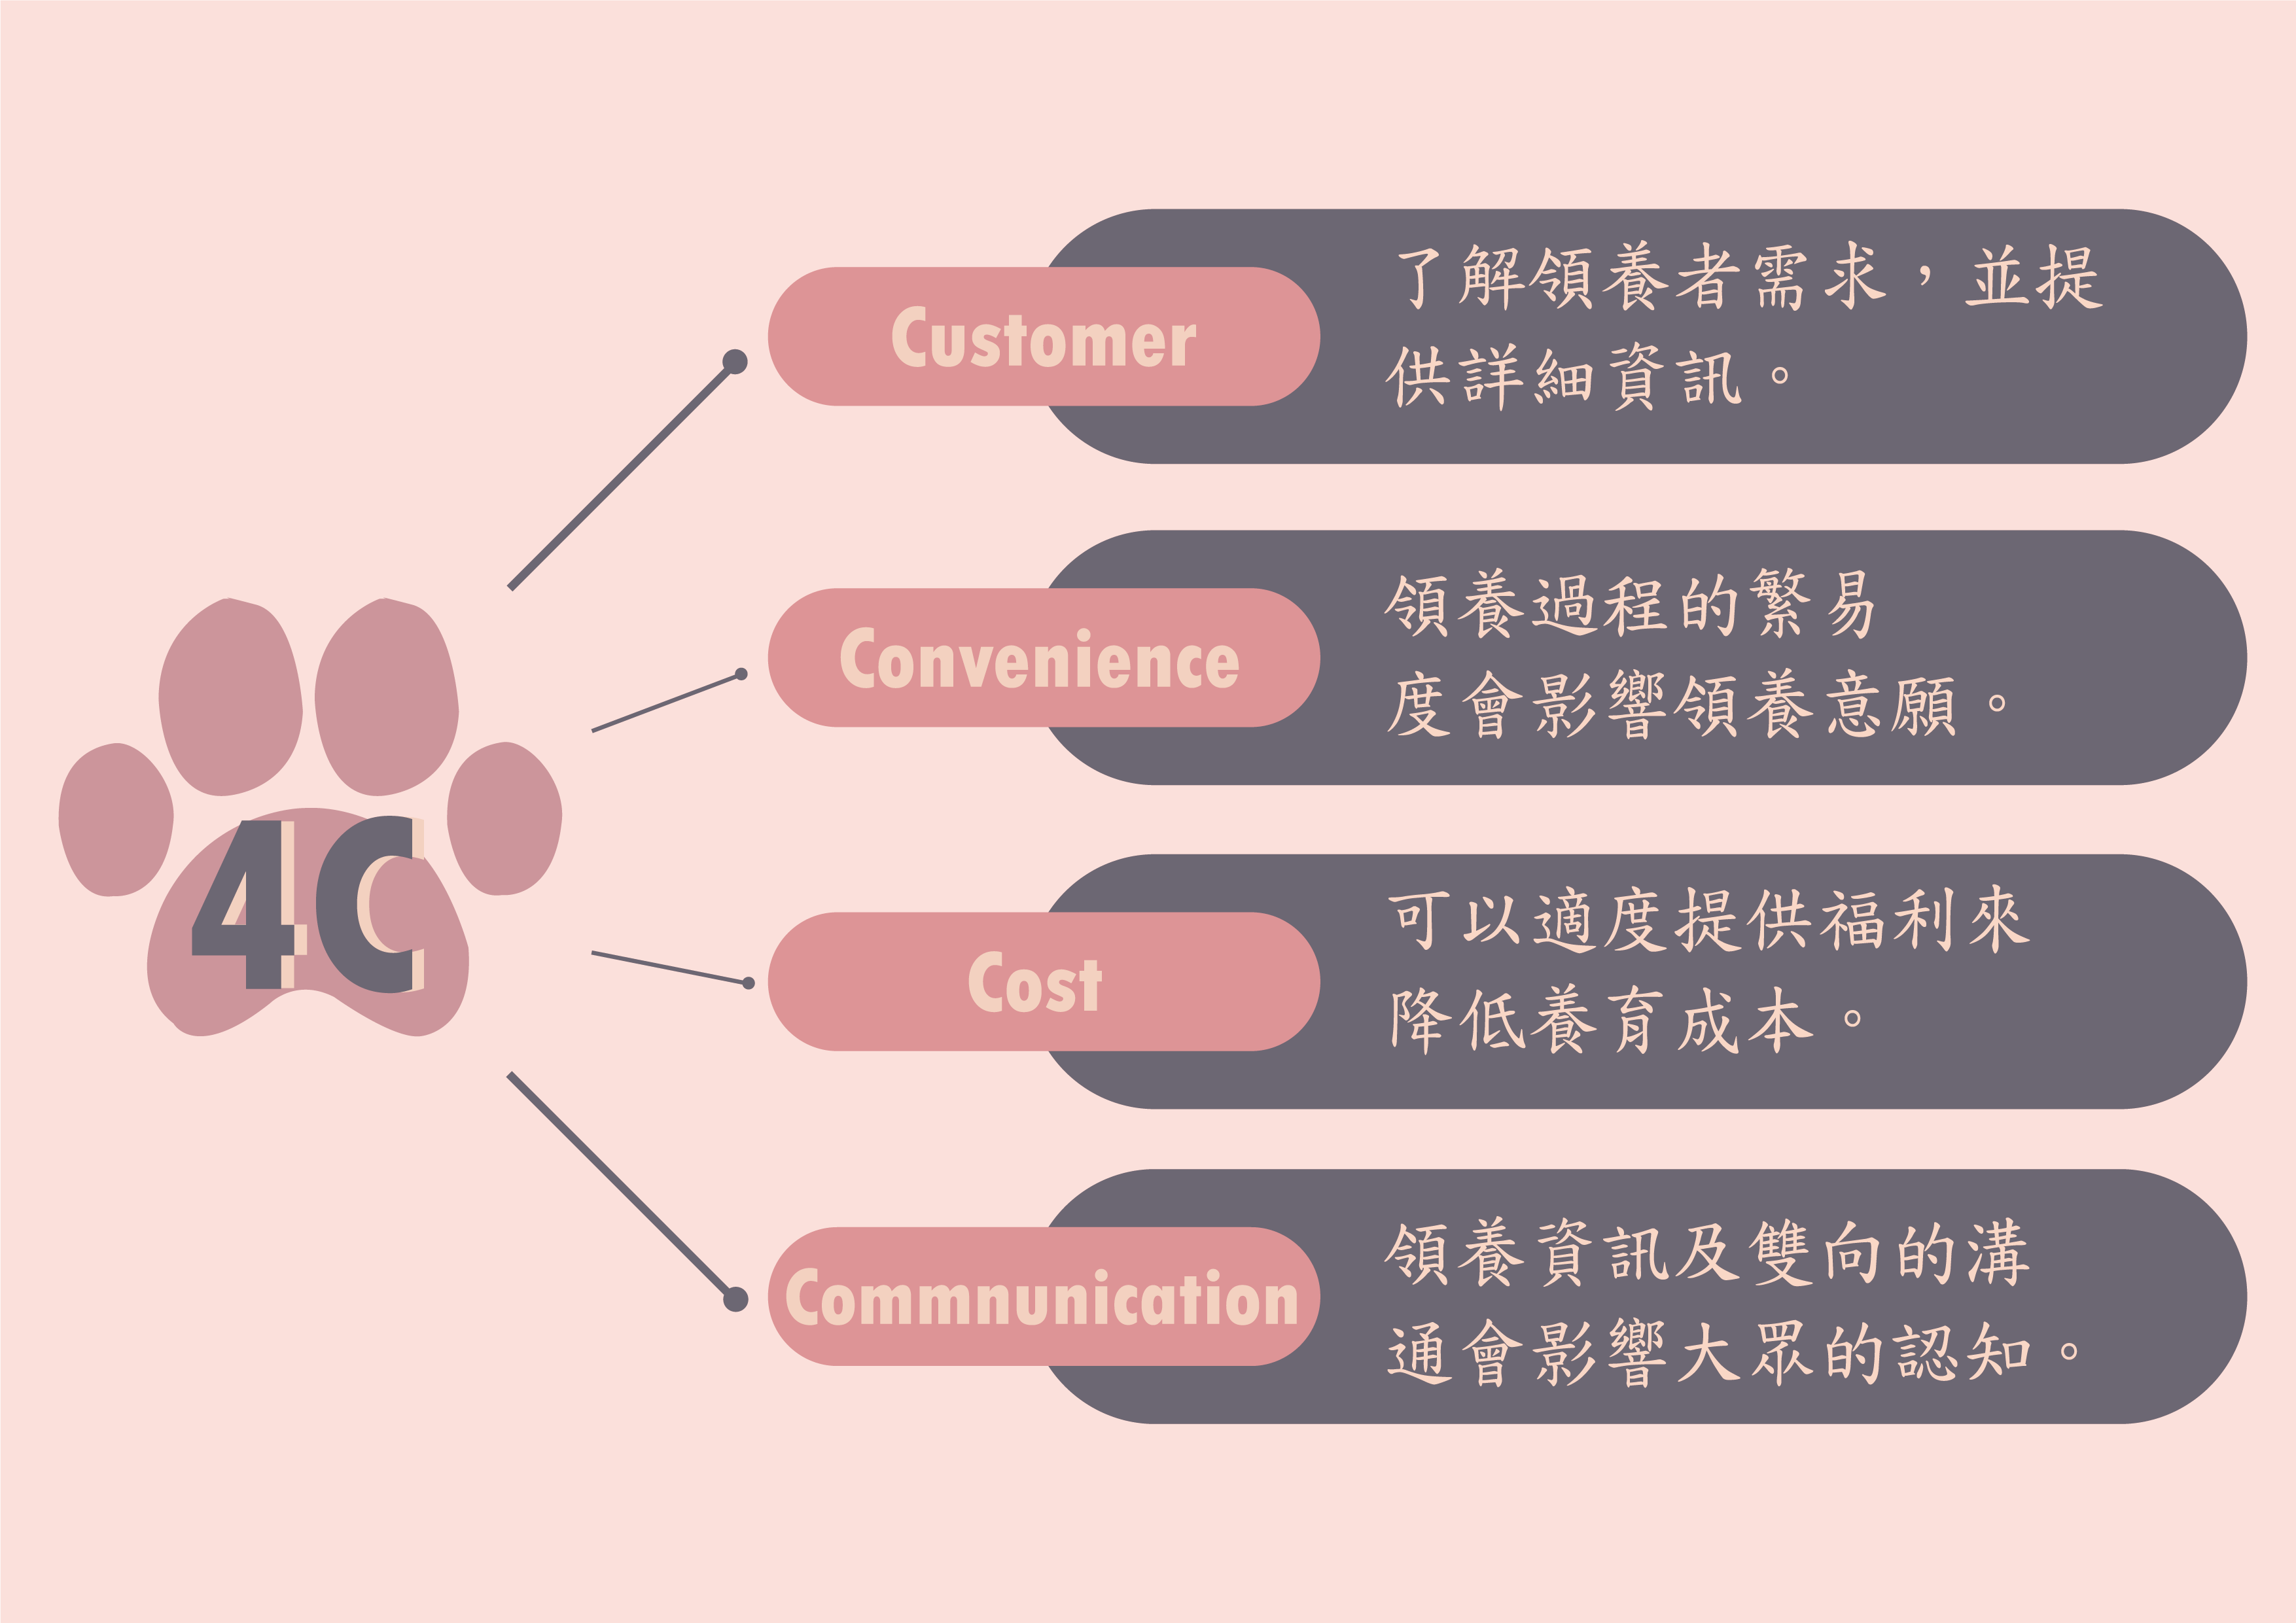 4C
Customer
了解領養者需求，並提
供詳細資訊。
Convenience
領養過程的繁易
度會影響領養意願。
Cost
可以適度提供福利來
降低養育成本。
Commnunication
領養資訊及雙向的溝
通會影響大眾的認知。